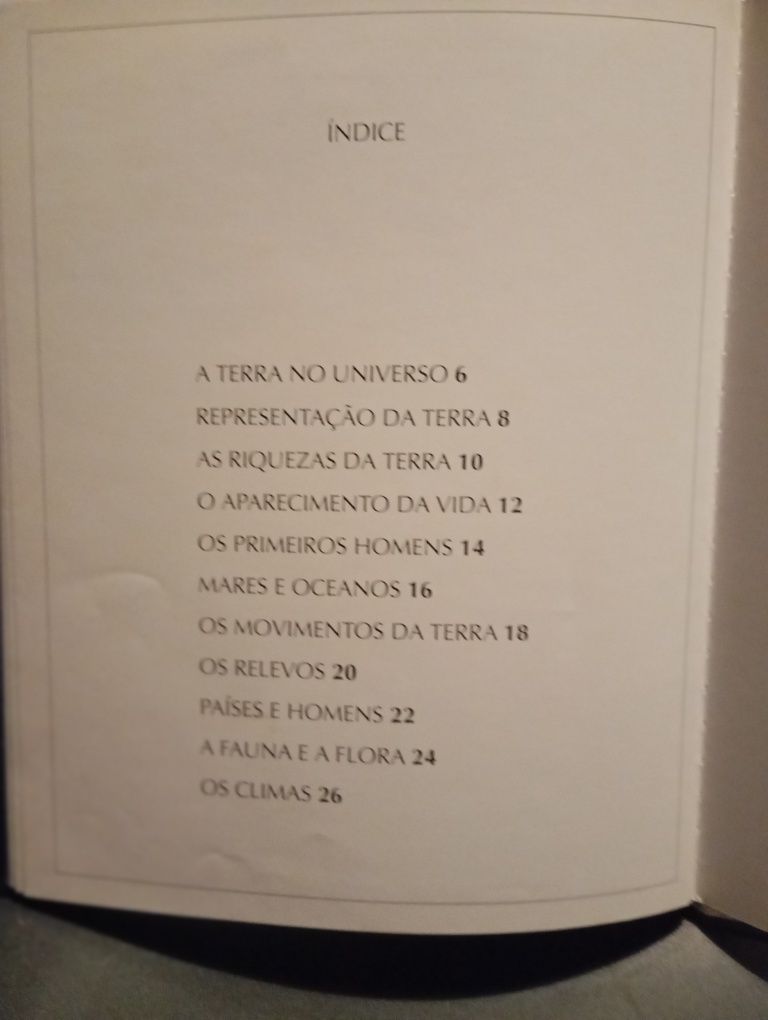 ÍNDICE
A TERRA NO UNIVERSO 6
REPRESENTAÇÃO DA TERRA 8
AS RIQUEZAS DA TERRA 10
O APARECIMENTO DA VIDA 12
OS PRIMEIROS HOMENS 14
MARES E OCEANOS 16
OS MOVIMENTOS DA TERRA 18
OS RELEVOS 20
PAÍSES E HOMENS 22
A FAUNA E A FLORA 24
OS CLIMAS 26